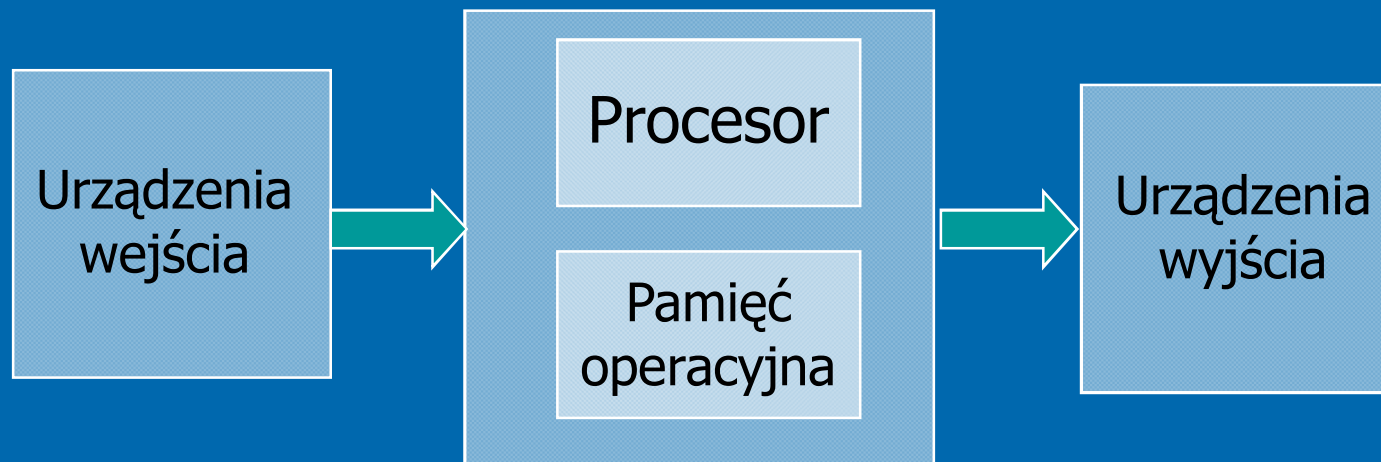 Urządzenia
wejścia
Procesor
Pamięć
operacyjna
Urządzenia
wyjścia